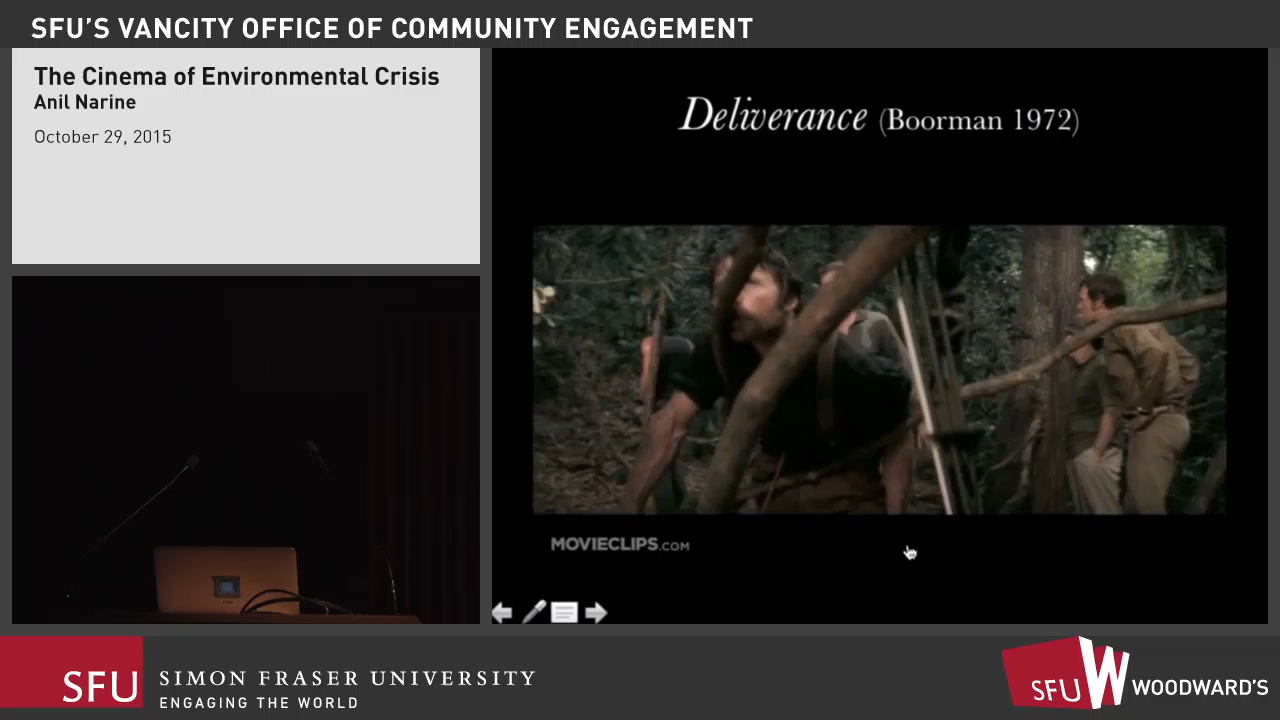 SFU'S VANCITY OFFICE OF COMMUNITY ENGAGEMENT
The Cinema of Environmental Crisis
Anil Narine
October 29, 2015
Deliverance (Boorman 1972)
MOVIECLIPS.COM
SFU
SIMON FRASER UNIVERSITY
ENGAGING THE WORLD
SFU W WOODWARD'S